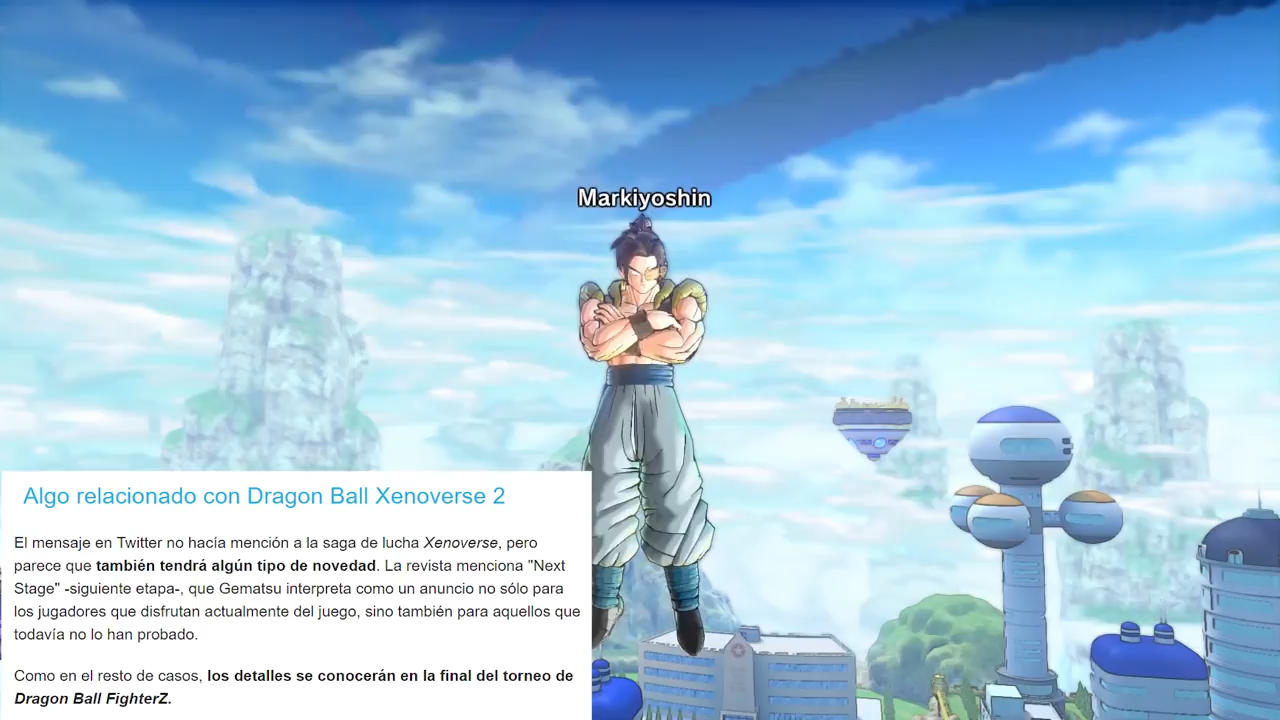 Markiyoshin
Algo relacionado con Dragon Ball Xenoverse 2
El mensaje en Twitter no hacía mención a la saga de lucha Xenoverse, pero
parece que también tendrá algún tipo de novedad. La revista menciona "Next
Stage" -siguiente etapa-, que Gematsu interpreta como un anuncio no sólo para
los jugadores que disfrutan actualmente del juego, sino también para aquellos que
todavía no lo han probado.
Como en el resto de casos, los detalles se conocerán en la final del torneo de
Dragon Ball FighterZ.